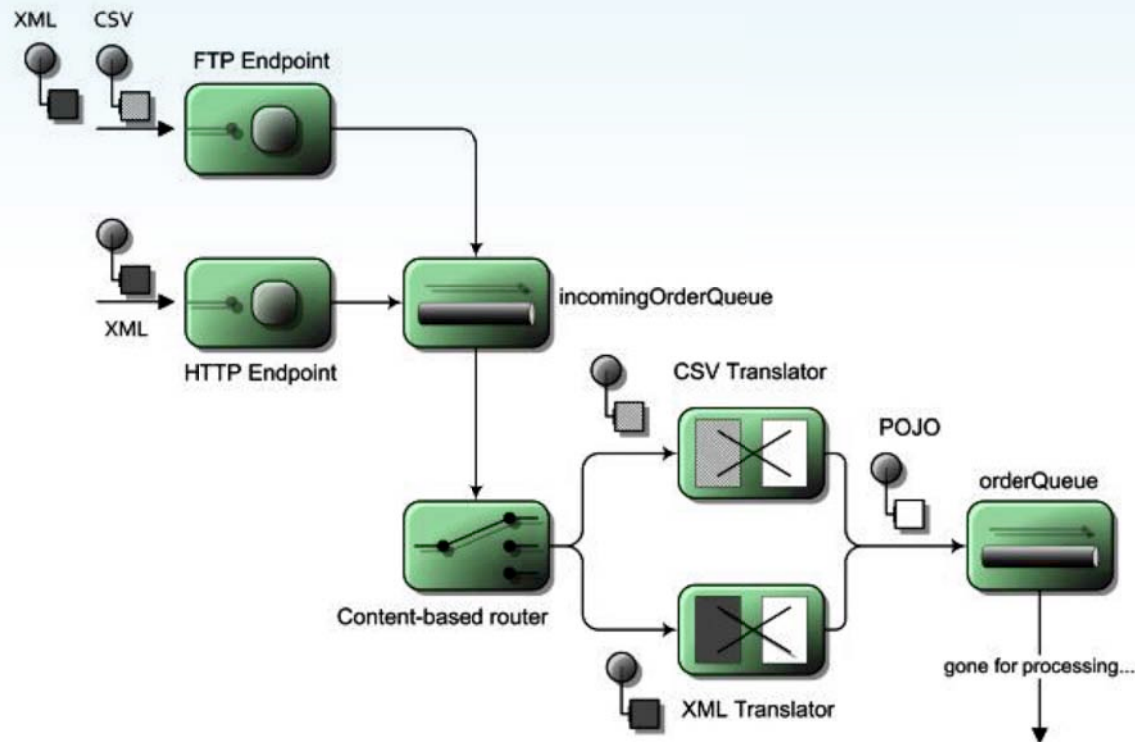 XML CSV
FTP Endpoint
XML
HTTP Endpoint
incomingOrderQueue
CSV Translator
POJO
orderQueue
Content-based router
XML Translator
gone for processing...